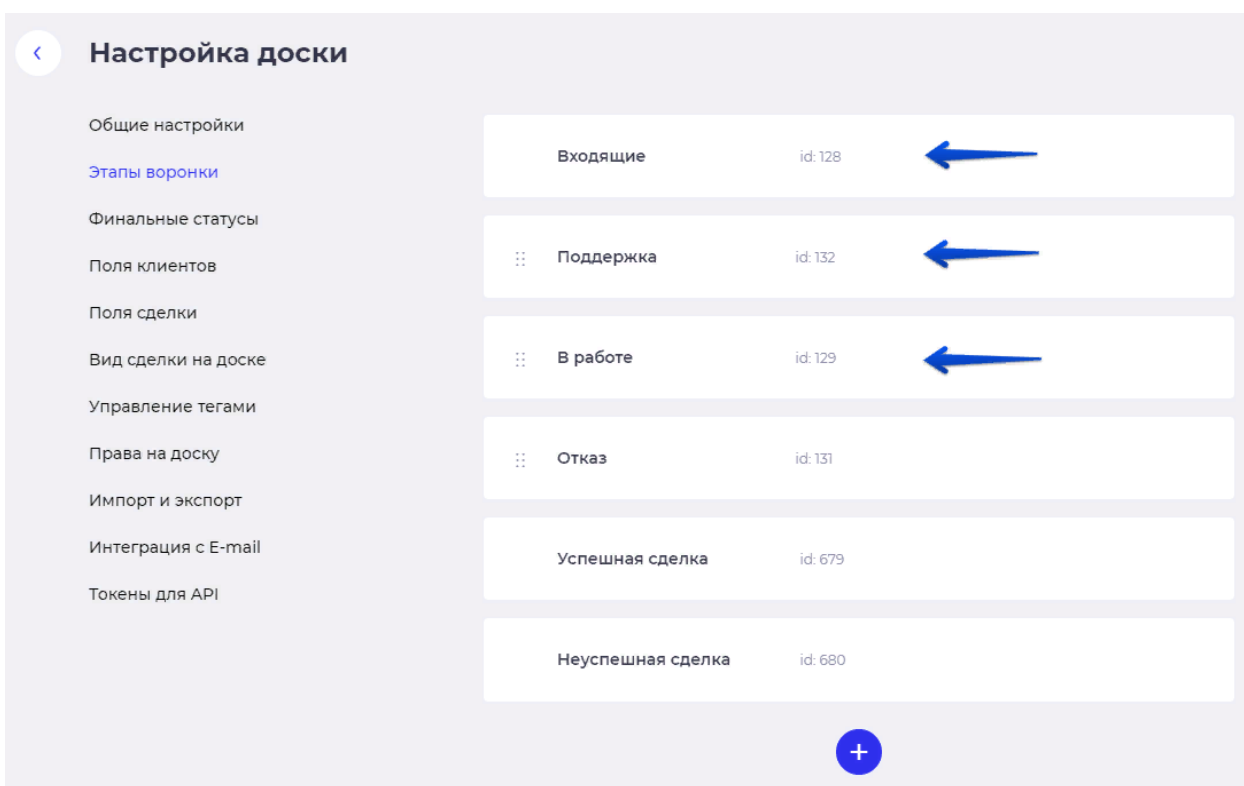 Настройка доски
Общие настройки
Этапы воронки
Финальные статусы
Поля клиентов
Поля сделки
Вид сделки на доске
Управление тегами
Права на доску
Импорт и экспорт
Интеграция с E-mail
Токены для API
Входящие id: 128
Поддержка id: 132
В работе id: 129
Отказ id: 131
Успешная сделка id: 679
Неуспешная сделка id: 680